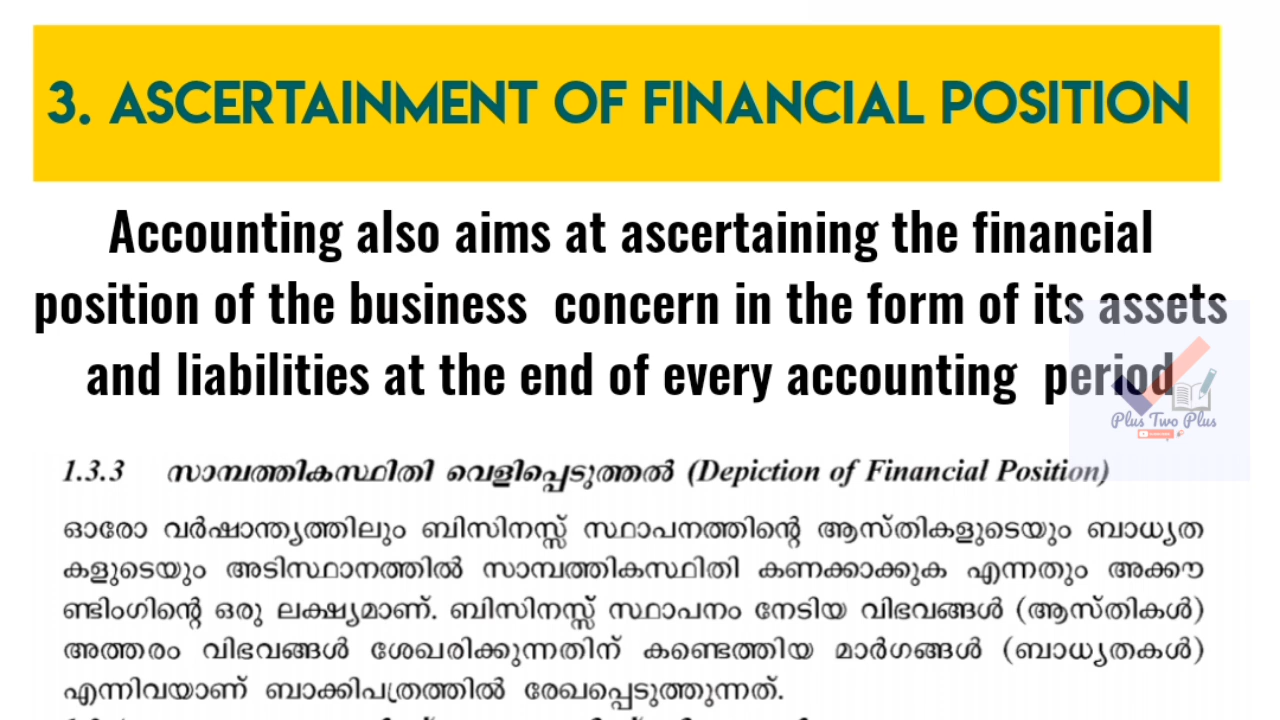 3. ASCERTAINMENT OF FINANCIAL POSITION
Accounting also aims at ascertaining the financial
position of the business concern in the form of its assets
and liabilities at the end of every accounting period
Plus Two Plus
1.3.3 സാമ്പത്തികസ്ഥിതി വെളിപ്പെടുത്തൽ (Depiction of Financial Position)
ഓരോ വർഷാന്ത്യത്തിലും ബിസിനസ്സ് സ്ഥാപനത്തിന്റെ ആസ്തികളുടെയും ബാധ്യത
കളുടെയും അടിസ്ഥാനത്തിൽ സാമ്പത്തികസ്ഥിതി കണക്കാക്കുക എന്നതും അക്കൗ
ണ്ടിംഗിന്റെ ഒരു ലക്ഷ്യമാണ്. ബിസിനസ്സ് സ്ഥാപനം നേടിയ വിഭവങ്ങൾ (ആസ്തികൾ)
അത്തരം വിഭവങ്ങൾ ശേഖരിക്കുന്നതിന് കണ്ടെത്തിയ മാർഗങ്ങൾ (ബാധ്യതകൾ)
എന്നിവയാണ് ബാക്കിപത്രത്തിൽ രേഖപ്പെടുത്തുന്നത്.